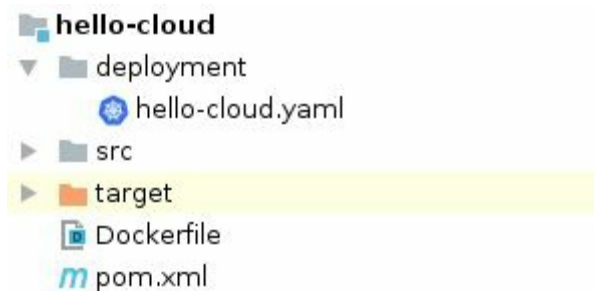 hello-cloud
deployment
hello-cloud.yaml
src
target
Dockerfile
pom.xml